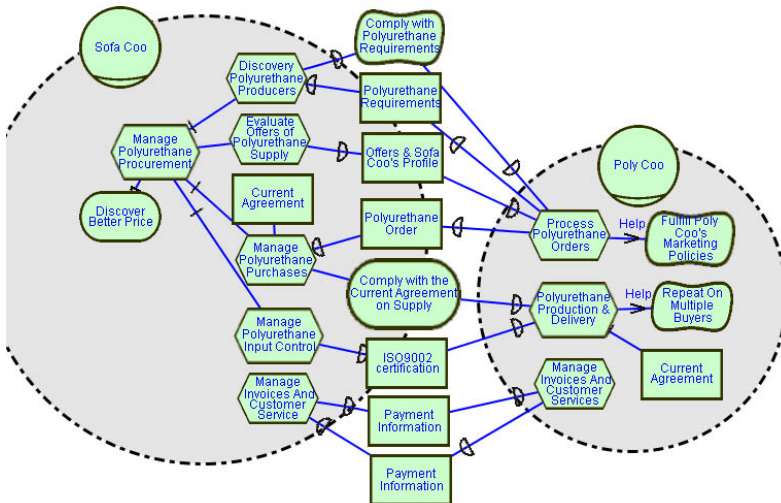 Sofa Coo
Comply with
Polyurethane
Requirements
Discovery
Polyurethane
Producers
Polyurethane
Requirements
Evaluate
Offers of
Polyurethane
Supply
Manage
Polyurethane
Procurement
Offers & Sofa
Coo's Profile
Poly Coo
Discover
Better Price
Current
Agreement
Polyurethane
Order
Process
Polyurethane
Orders
Help
Fulfill Poly
Coo's
Marketing
Policies
Manage
Polyurethane
Purchases
Comply with the
Current Agreement
on Supply
Polyurethane
Production &
Delivery
Help
Repeat On
Multiple
Buyers
Manage
Polyurethane
Input Control
ISO9002
certification
Current
Agreement
Manage
Invoices And
Customer
Service
Payment
Information
Manage
Invoices And
Customer
Services
Payment
Information